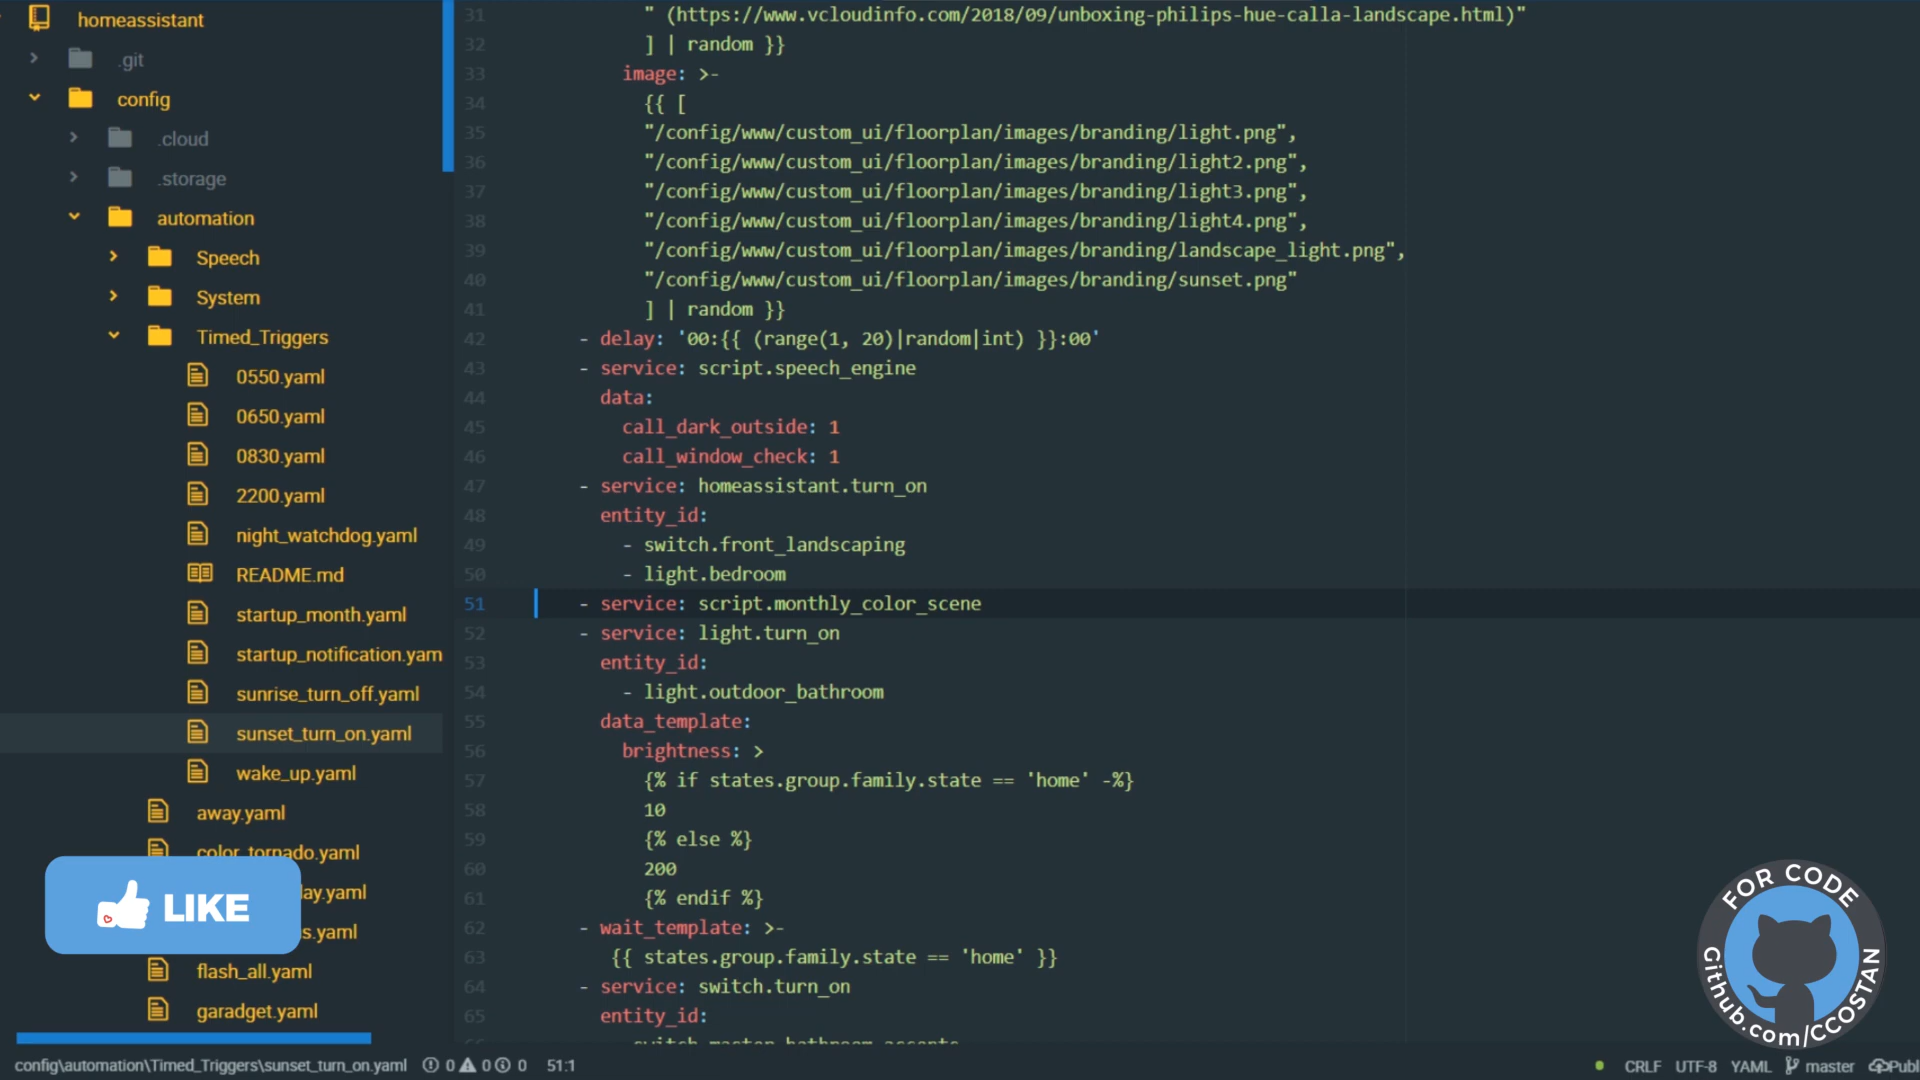 homeassistant
.git
config
.cloud
.storage
automation
Speech
System
Timed_Triggers
0550.yaml
0650.yaml
0830.yaml
2200.yaml
night_watchdog.yaml
README.md
startup_month.yaml
startup_notification.yam
sunrise_turn_off.yaml
sunset_turn_on.yaml
wake_up.yaml
away.yaml
color_tornado.yaml
lay.yaml
s.yaml
flash_all.yaml
garadget.yaml
LIKE
31 " (https://www.vcloudinfo.com/2018/09/unboxing-philips-hue-calla-landscape.html)"
32 ] | random }}
33 image: >-
34 {{ [
35 "/config/www/custom_ui/floorplan/images/branding/light.png",
36 "/config/www/custom_ui/floorplan/images/branding/light2.png",
37 "/config/www/custom_ui/floorplan/images/branding/light3.png",
38 "/config/www/custom_ui/floorplan/images/branding/light4.png",
39 "/config/www/custom_ui/floorplan/images/branding/landscape_light.png",
40 "/config/www/custom_ui/floorplan/images/branding/sunset.png"
41 ] | random }}
42 - delay: '00:{{ (range(1, 20)|random|int) }}:00'
43 - service: script.speech_engine
44 data:
45 call_dark_outside: 1
46 call_window_check: 1
47 - service: homeassistant.turn_on
48 entity_id:
49 - switch.front_landscaping
50 - light.bedroom
51 - service: script.monthly_color_scene
52 - service: light.turn_on
53 entity_id:
54 - light.outdoor_bathroom
55 data_template:
56 brightness: >
57 {% if states.group.family.state == 'home' -%}
58 10
59 {% else %}
60 200
61 {% endif %}
62 - wait_template: >-
63 {{ states.group.family.state == 'home' }}
64 - service: switch.turn_on
65 entity_id:
FOR CODE
Github.com/CCOSTAN
config\automation\Timed_Triggers\sunset_turn_on.yaml 0 0 0 51:1
CRLF UTF-8 YAML master Publ